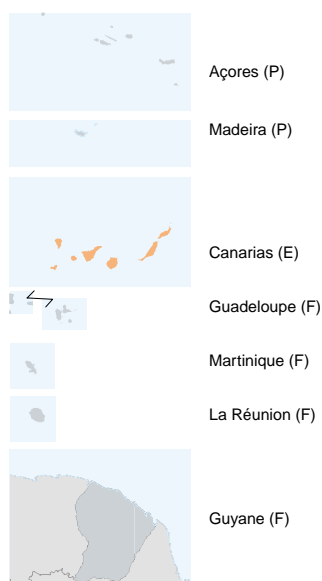 Açores (P)
Madeira (P)
Canarias (E)
Guadeloupe (F)
Martinique (F)
La Réunion (F)
Guyane (F)